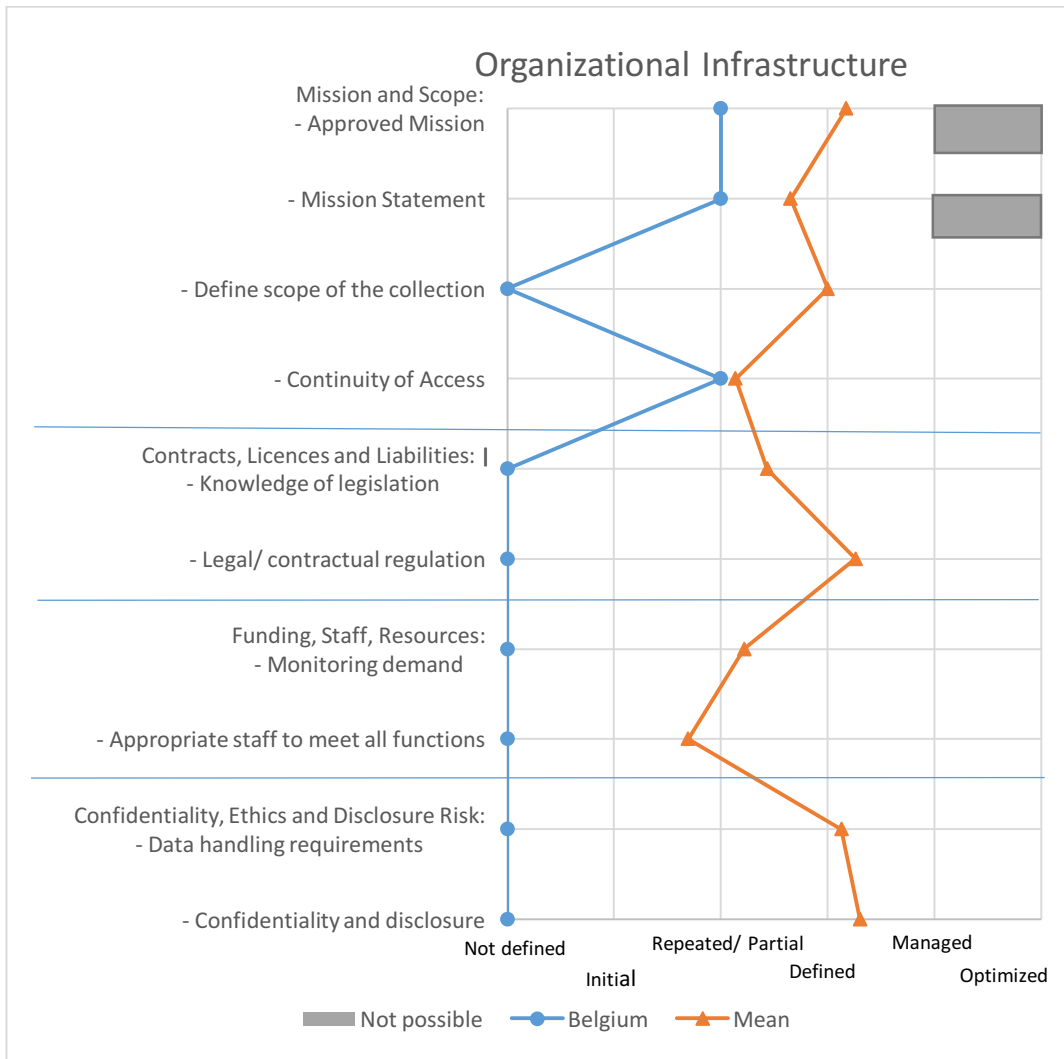 Organizational Infrastructure
Mission and Scope:
- Approved Mission
- Mission Statement
- Define scope of the collection
- Continuity of Access
Contracts, Licences and Liabilities: |
- Knowledge of legislation
- Legal/ contractual regulation
Funding, Staff, Resources:
- Monitoring demand
- Appropriate staff to meet all functions
Confidentiality, Ethics and Disclosure Risk:
- Data handling requirements
- Confidentiality and disclosure
Not defined
Initial
Repeated/ Partial
Defined
Managed
Optimized
Not possible
Belgium
Mean